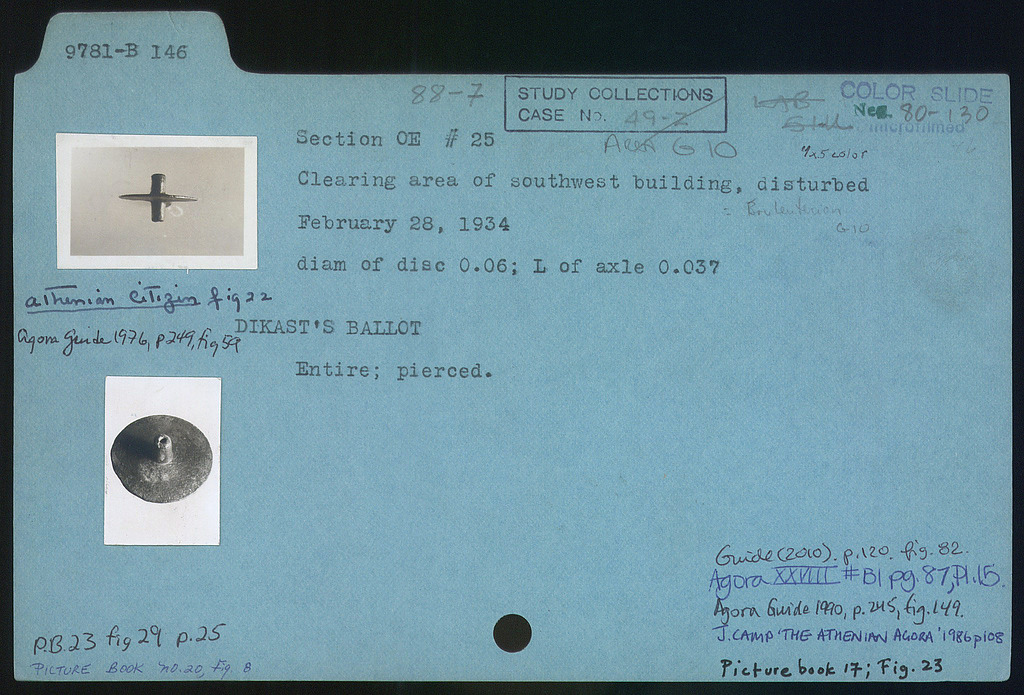 9781-B 146
88-7
STUDY COLLECTIONS
CASE No. 49-Z
LAB
Slide
COLOR SLIDE
Neg. 80-130
microfilmed
Section OE # 25
Area G 10
color
Clearing area of southwest building, disturbed
= Bouleuterion
G-10
February 28, 1934
diam of disc 0.06; L of axle 0.037
Athenian Citizen fig 22
Agora Guide 1976, p 249, fig 59
DIKAST'S BALLOT
Entire; pierced.
Guide (2010). p.120. fig. 82.
Agora XXVIII #B1 pg. 87, Pl. 15.
Agora Guide 1990, p. 245, fig. 149.
J. CAMP 'THE ATHENIAN AGORA' 1986 p108
Picture book 17; Fig. 23
P.B. 23 fig 29 p. 25
PICTURE BOOK no. 20, Fig. 8